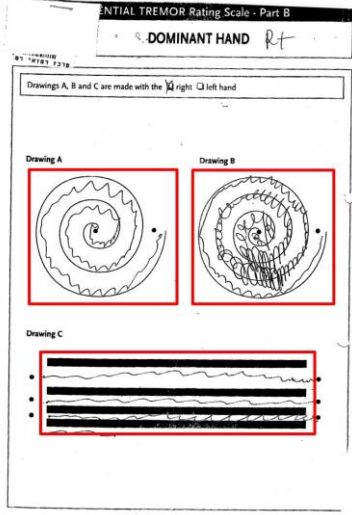 ENTIAL TREMOR Rating Scale - Part B
DOMINANT HAND Rt
Drawings A, B and C are made with the right left hand
Drawing A
Drawing B
Drawing C